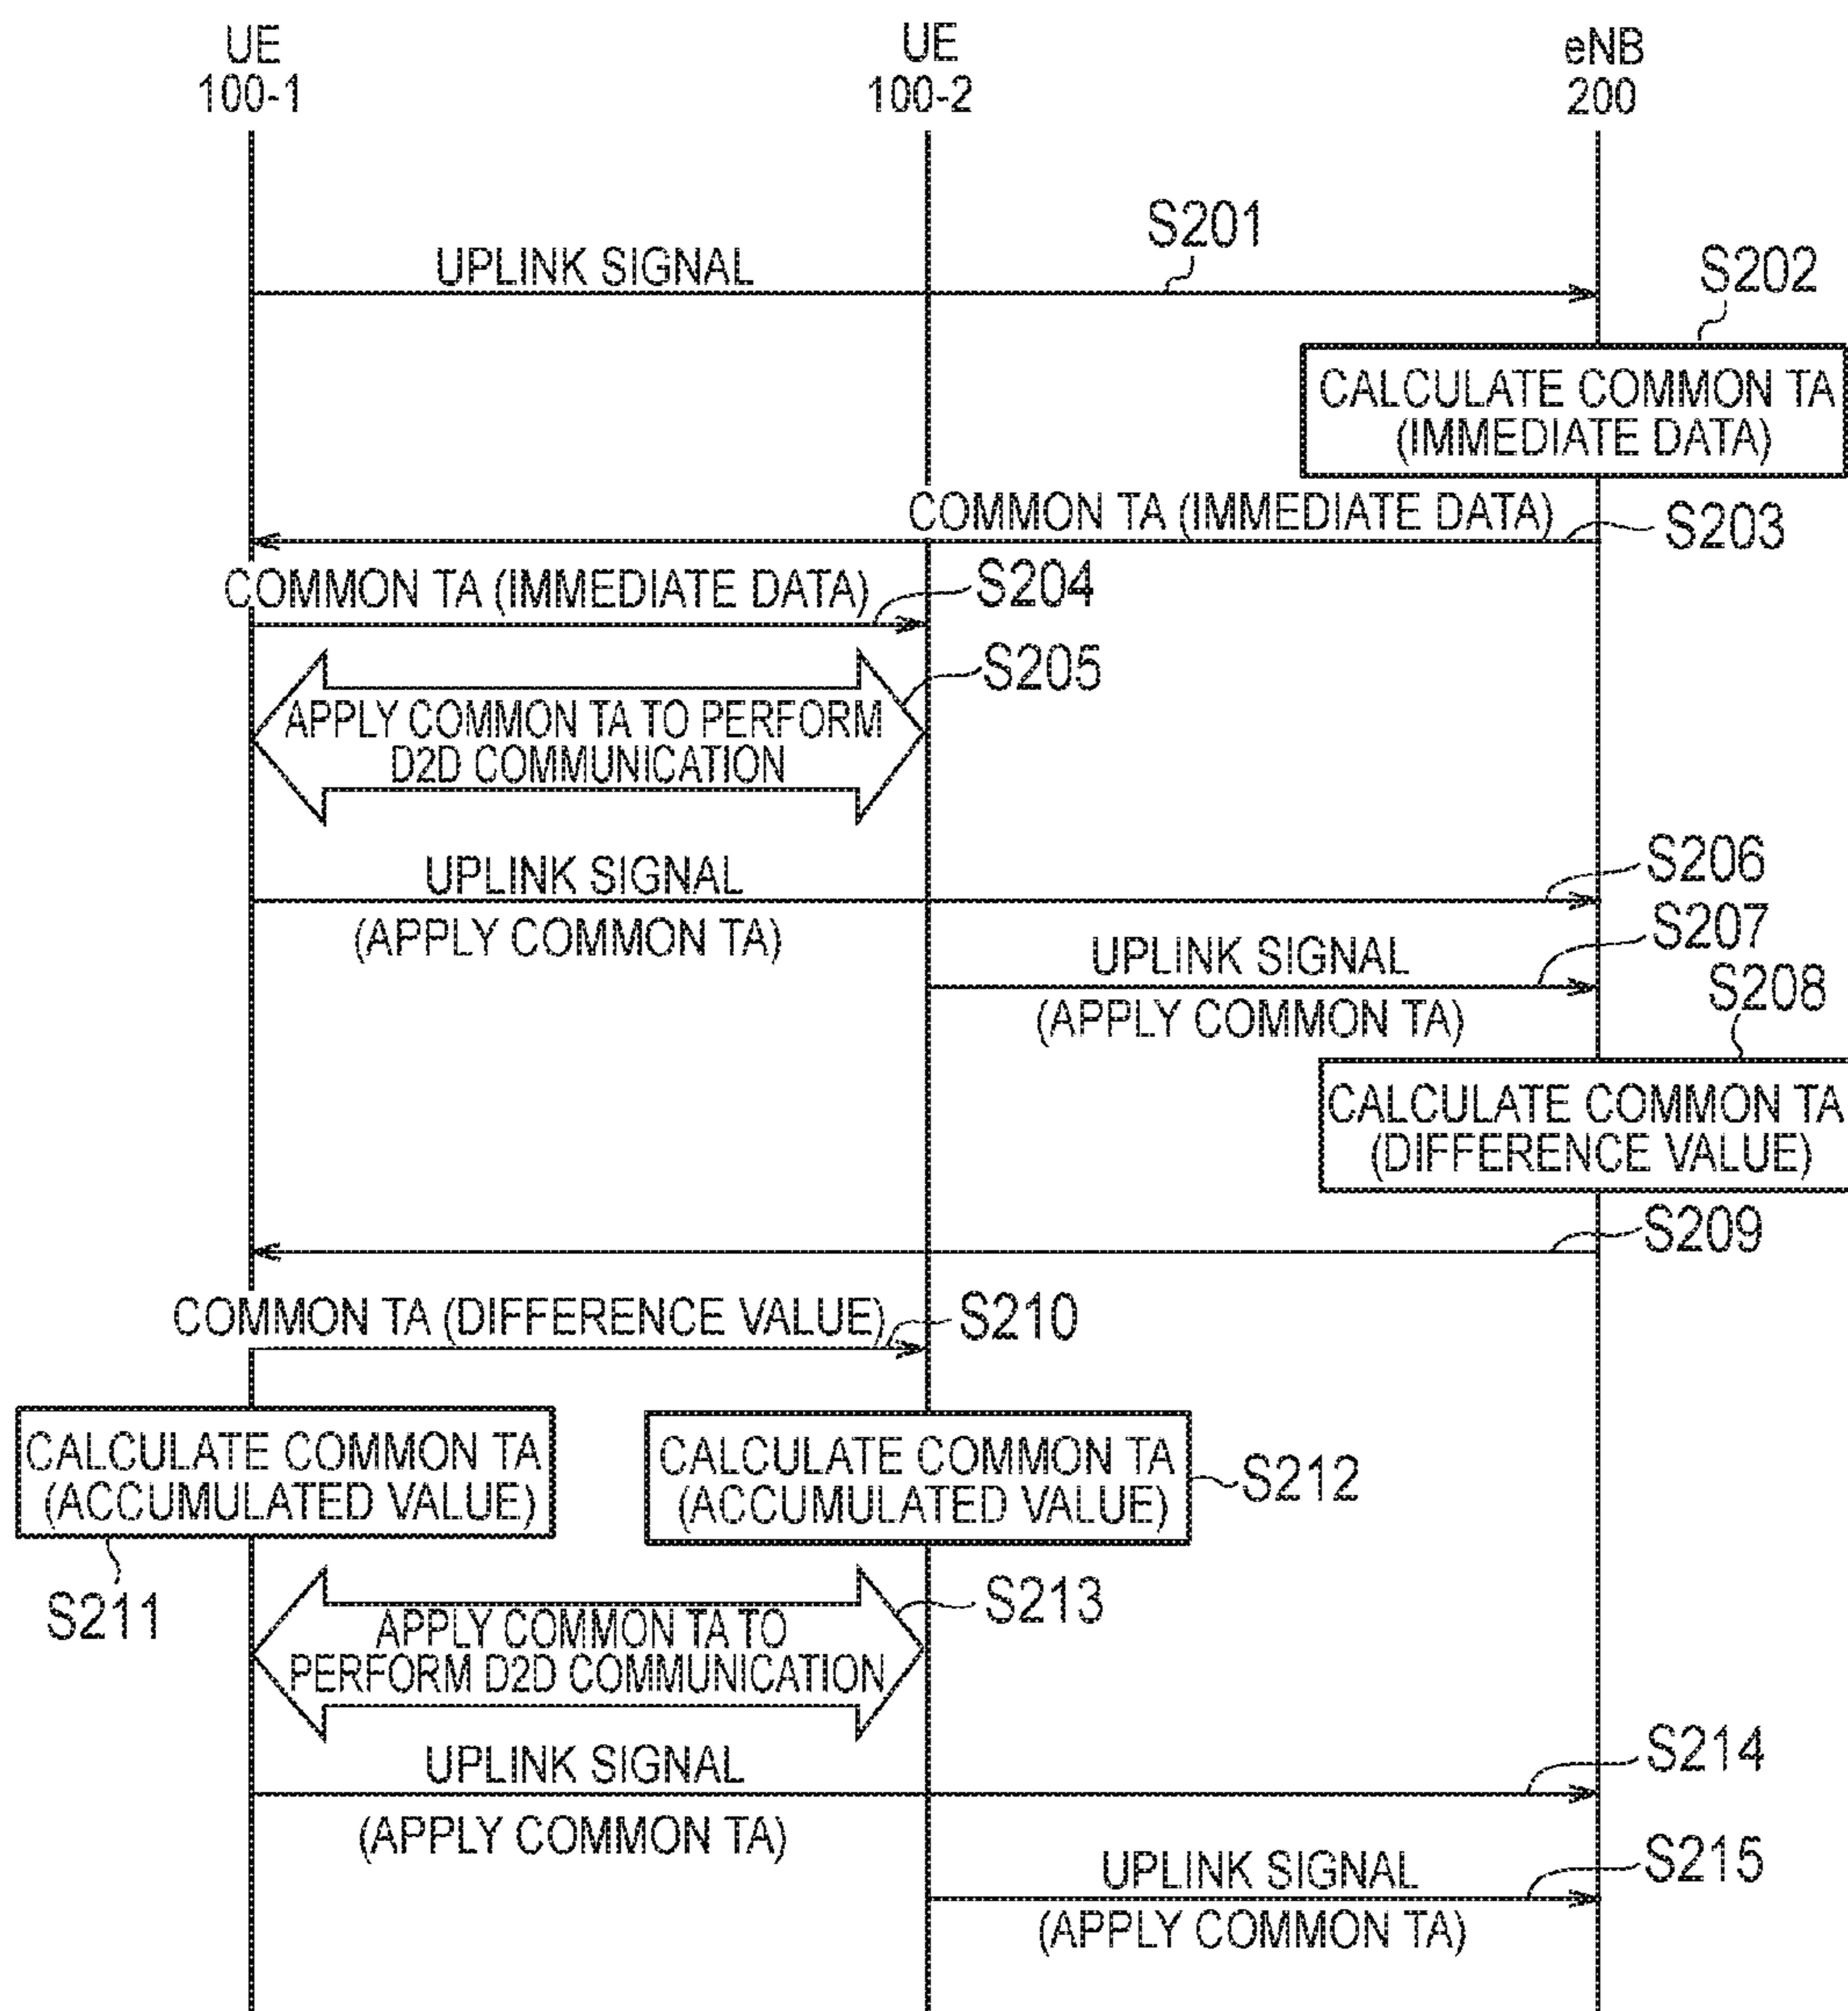 UE
100-1
UE
100-2
eNB
200
S201
UPLINK SIGNAL
S202
CALCULATE COMMON TA
(IMMEDIATE DATA)
COMMON TA (IMMEDIATE DATA)
S203
COMMON TA (IMMEDIATE DATA)
S204
S205
APPLY COMMON TA TO PERFORM
D2D COMMUNICATION
UPLINK SIGNAL
S206
(APPLY COMMON TA)
S207
UPLINK SIGNAL
(APPLY COMMON TA)
S208
CALCULATE COMMON TA
(DIFFERENCE VALUE)
S209
COMMON TA (DIFFERENCE VALUE)
S210
CALCULATE COMMON TA
(ACCUMULATED VALUE)
S211
CALCULATE COMMON TA
(ACCUMULATED VALUE)
S212
S213
APPLY COMMON TA TO
PERFORM D2D COMMUNICATION
UPLINK SIGNAL
S214
(APPLY COMMON TA)
UPLINK SIGNAL
S215
(APPLY COMMON TA)